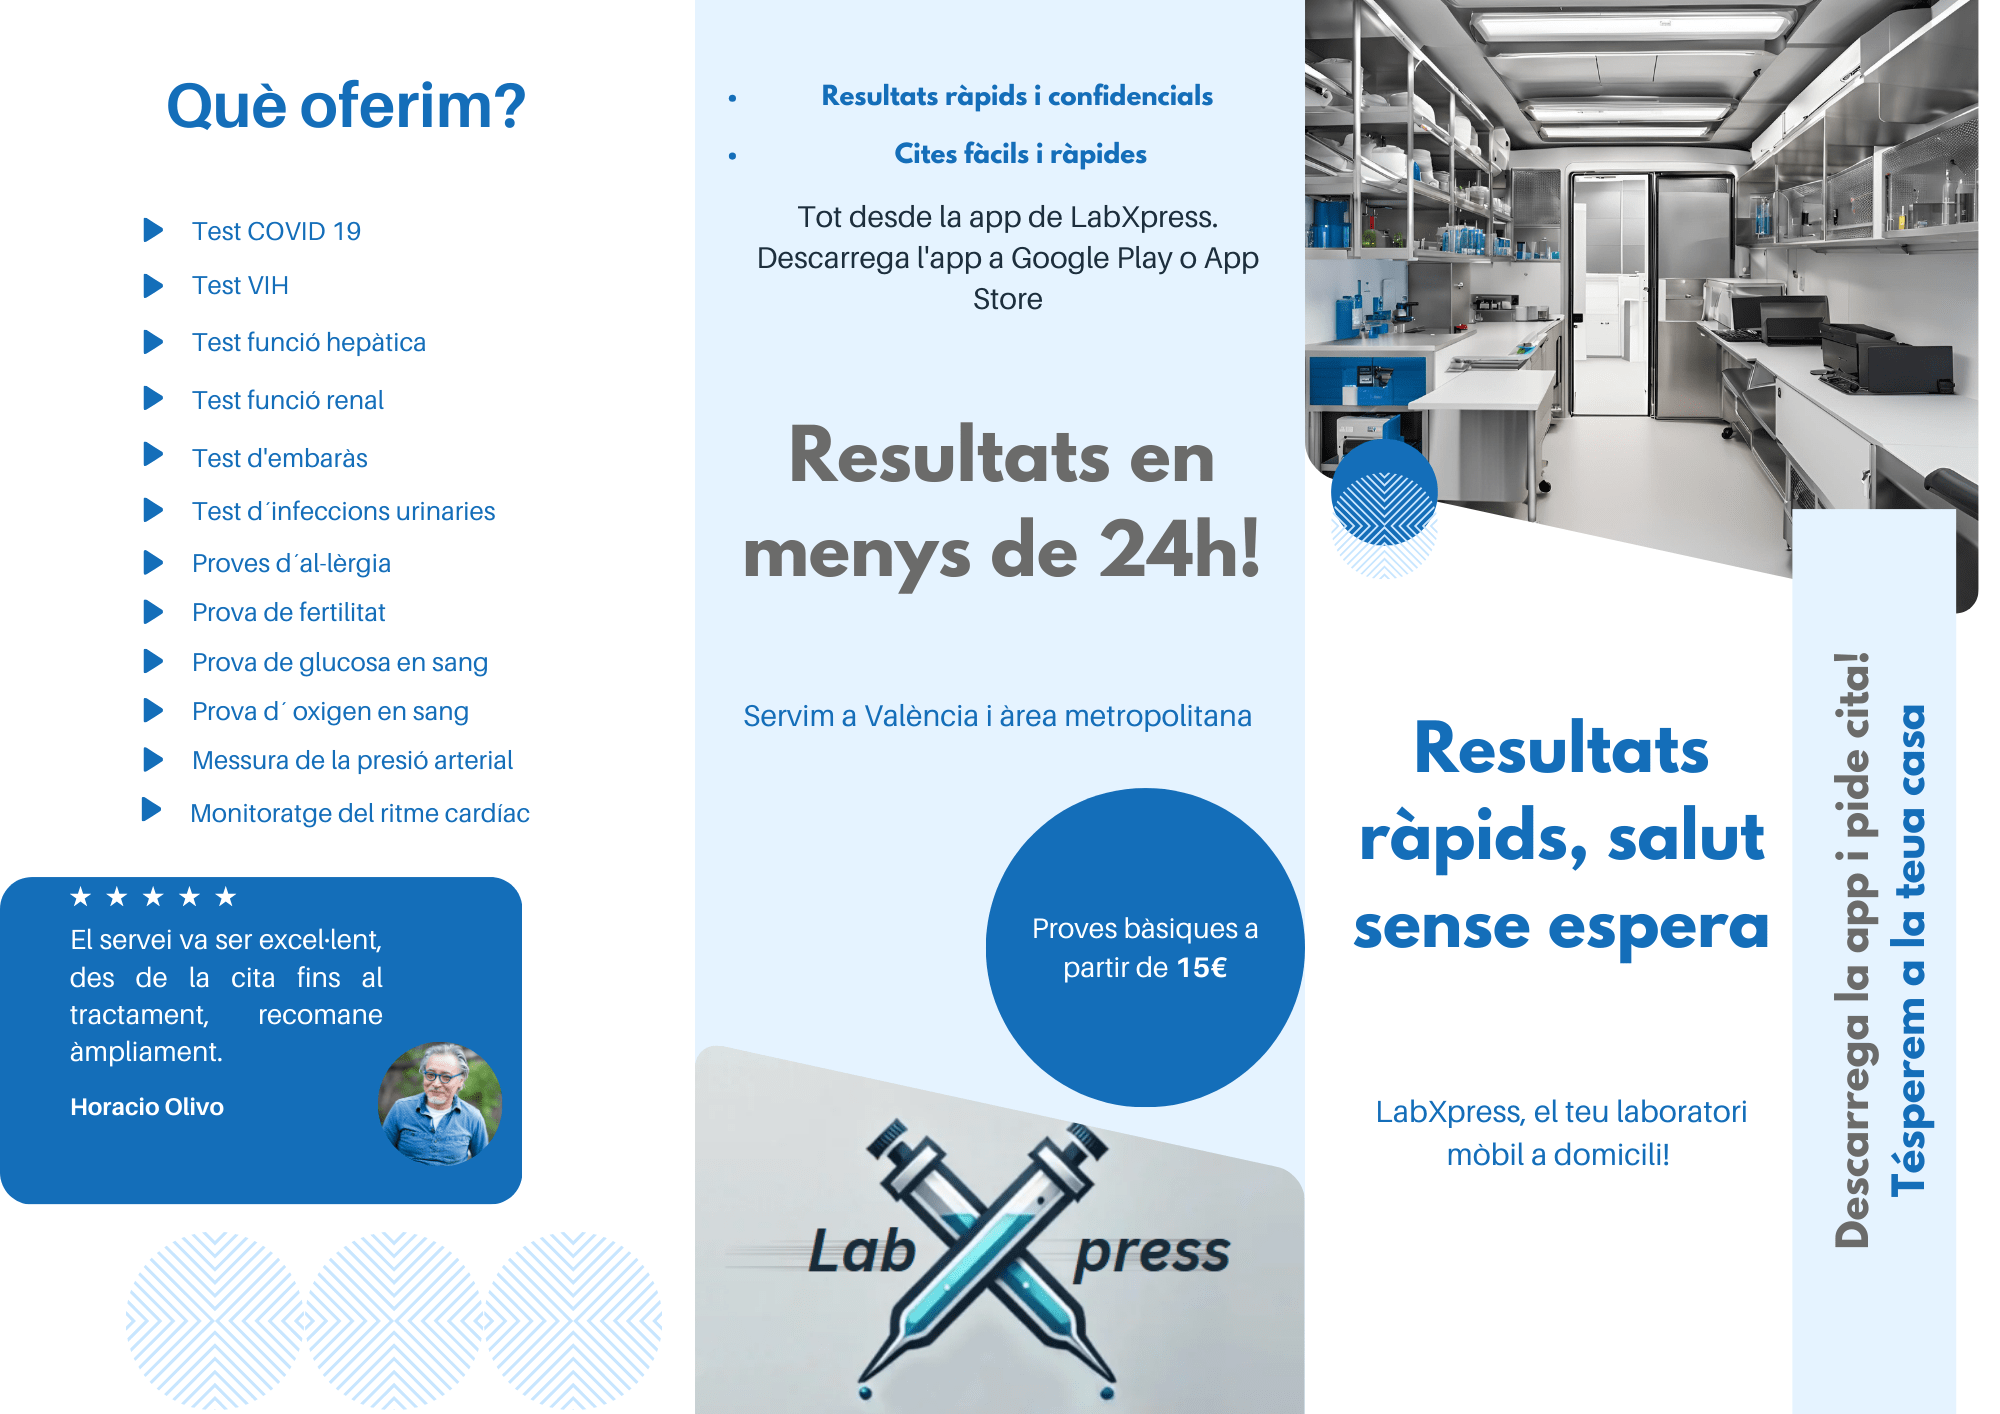 Què oferim?
Test COVID 19
Test VIH
Test funció hepàtica
Test funció renal
Test d'embaràs
Test d´infeccions urinaries
Proves d´al-lèrgia
Prova de fertilitat
Prova de glucosa en sang
Prova d´ oxigen en sang
Messura de la presió arterial
Monitoratge del ritme cardíac
El servei va ser excel·lent,
des de la cita fins al
tractament, recomane
àmpliament.
Horacio Olivo
• Resultats ràpids i confidencials
• Cites fàcils i ràpides
Tot desde la app de LabXpress.
Descarrega l'app a Google Play o App
Store
Resultats en
menys de 24h!
Servim a València i àrea metropolitana
Proves bàsiques a
partir de 15€
Lab X press
Resultats
ràpids, salut
sense espera
LabXpress, el teu laboratori
mòbil a domicili!
Descarrega la app i pide cita!
Tésperem a la teua casa